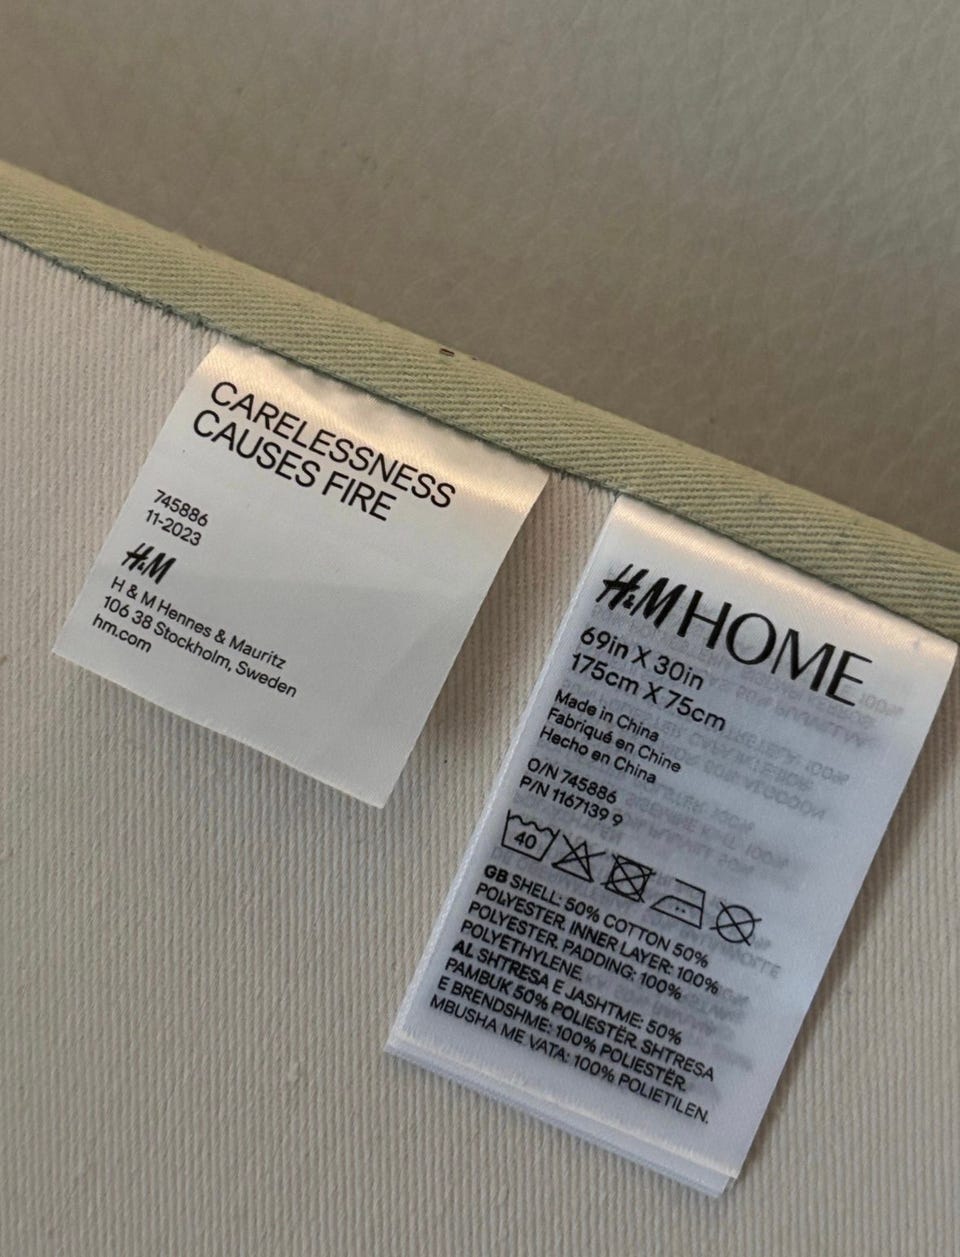 CARELESSNESS
CAUSES FIRE
745886
11-2023
H&M
H & M Hennes & Mauritz
106 38 Stockholm, Sweden
hm.com
H&M HOME
69in X 30in
175cm X 75cm
Made in China
Fabriqué en Chine
Hecho en China
O/N 745886
P/N 1167139 9
40
GB SHELL: 50% COTTON 50%
POLYESTER. INNER LAYER: 100%
POLYESTER. PADDING: 100%
POLYETHYLENE.
AL SHTRESA E JASHTME: 50%
PAMBUK 50% POLIESTËR. SHTRESA
E BRENDSHME: 100% POLIESTËR.
MBUSHA ME VATA: 100% POLIETILEN.